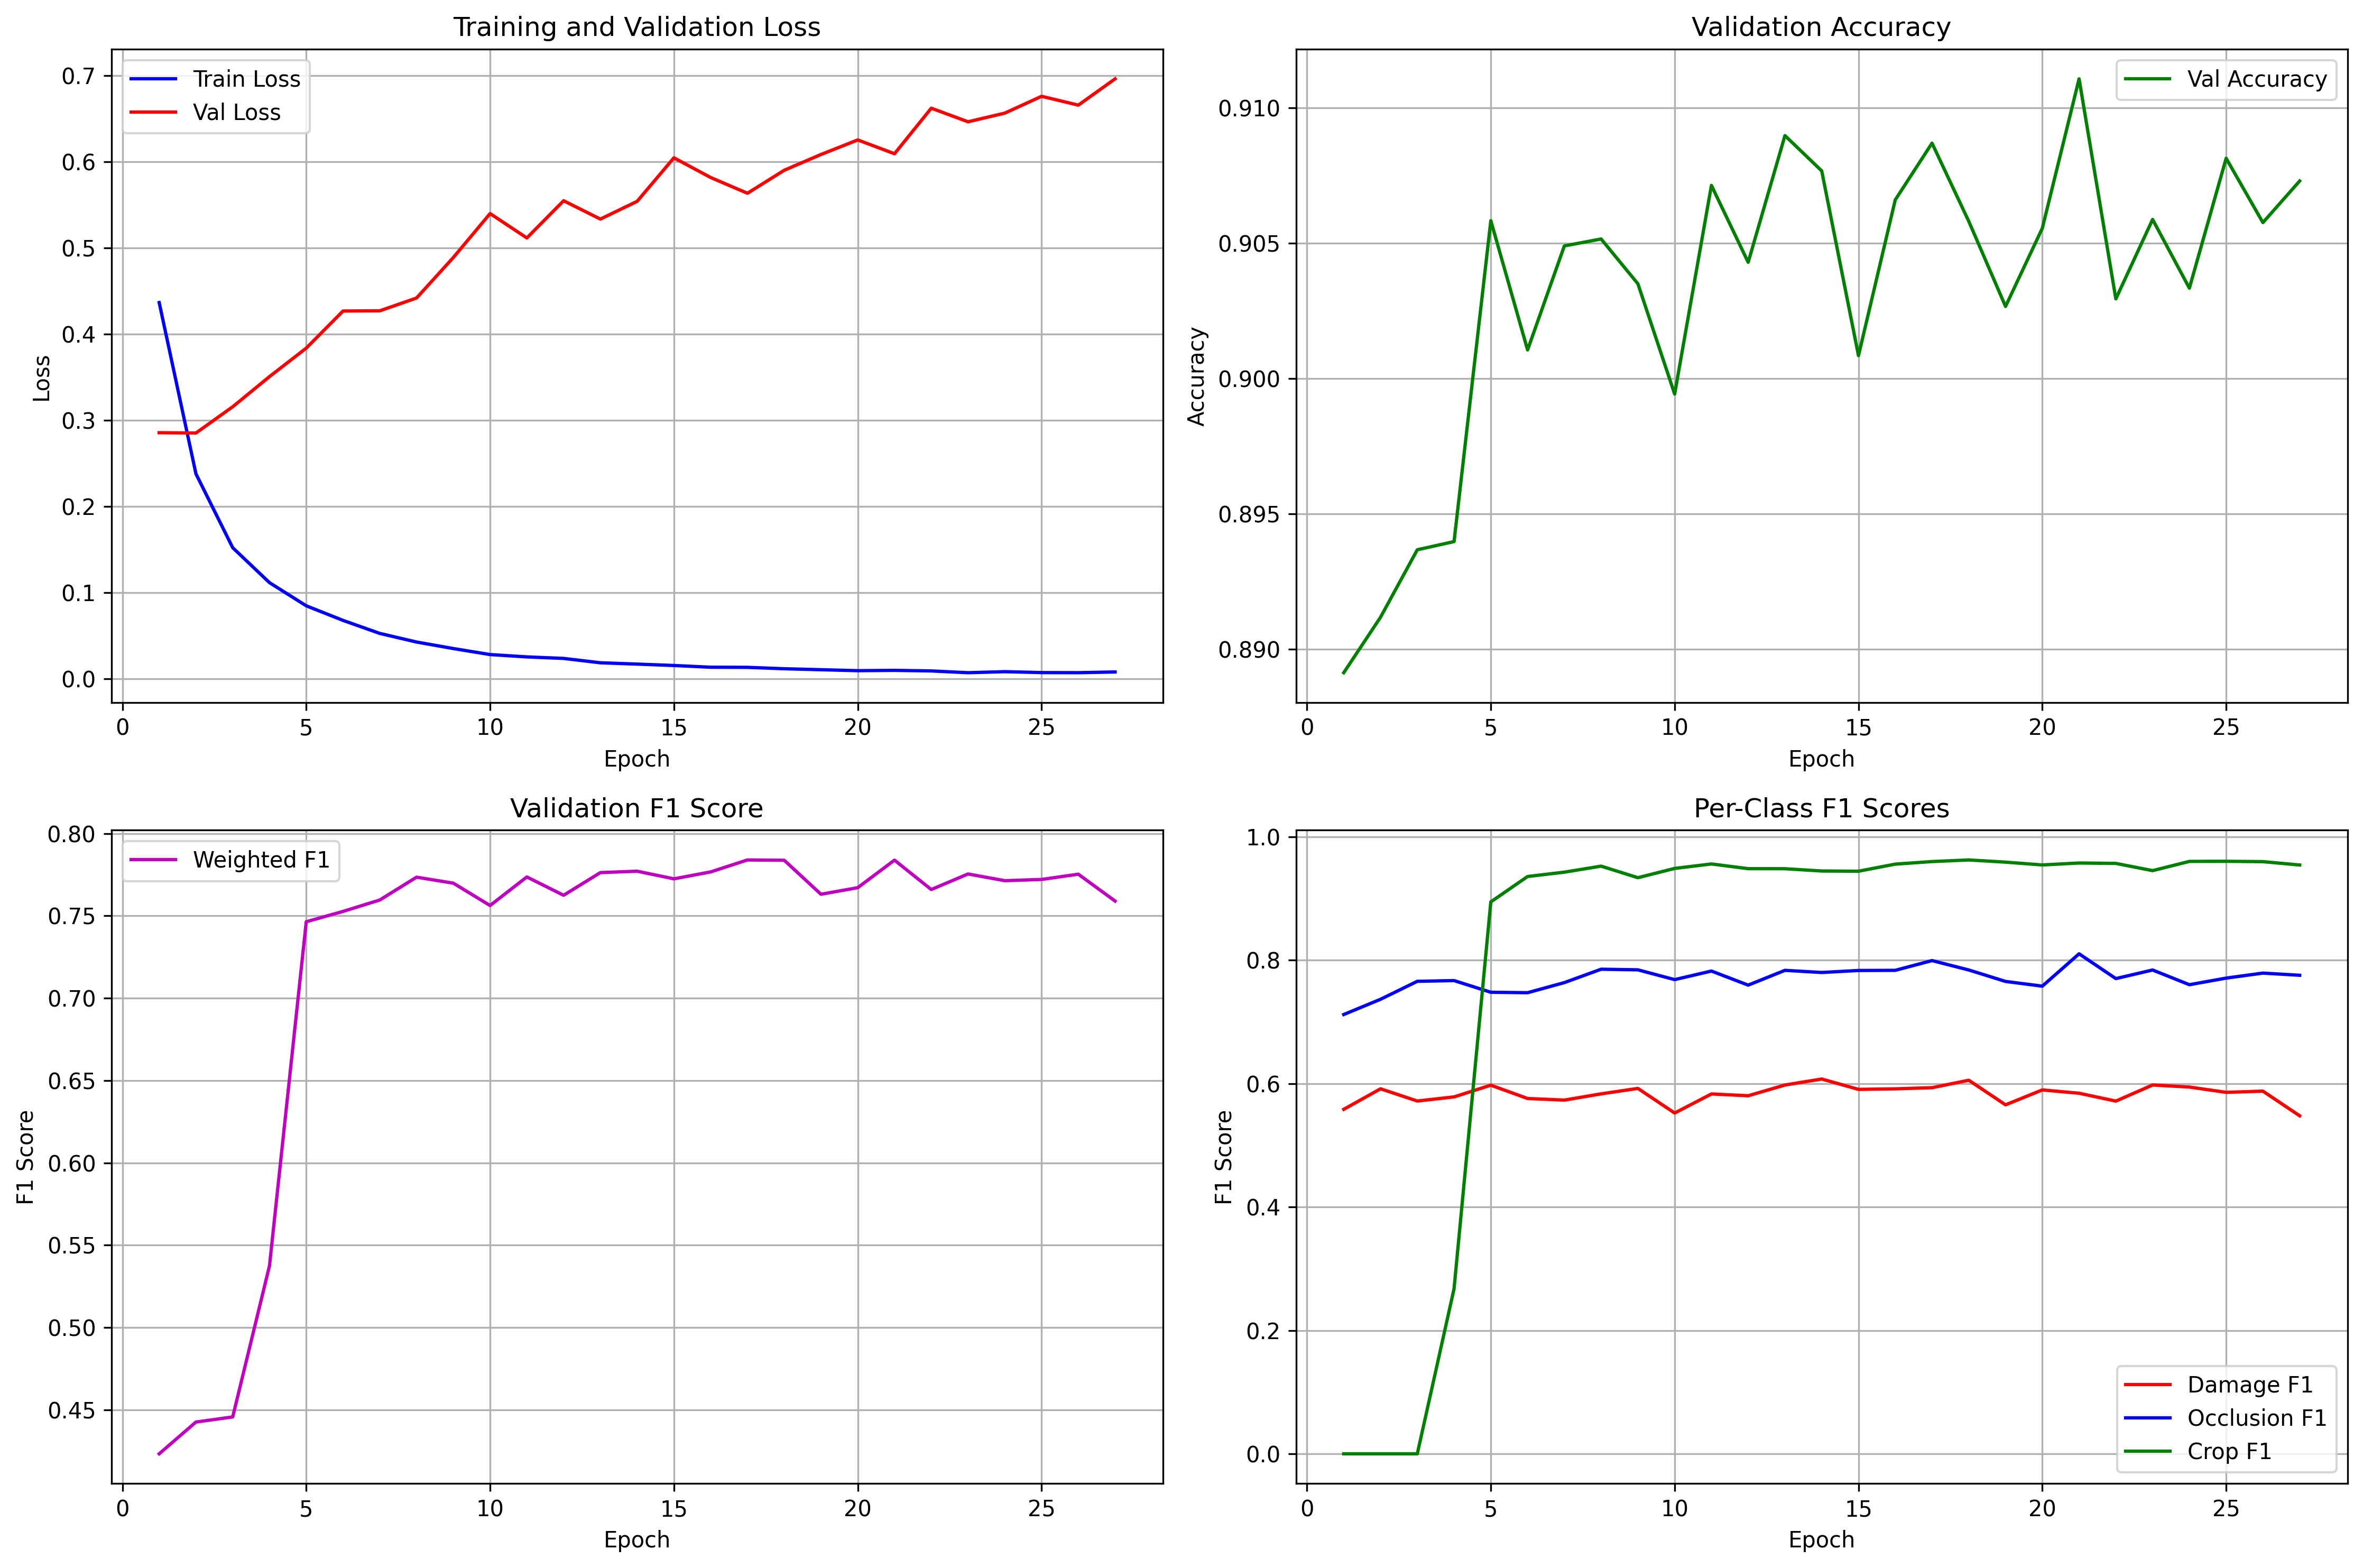 Training and Validation Loss
Train Loss
Val Loss
Loss
0.7
0.6
0.5
0.4
0.3
0.2
0.1
0.0
0 5 10 15 20 25
Epoch
Validation Accuracy
Val Accuracy
Accuracy
0.910
0.905
0.900
0.895
0.890
0 5 10 15 20 25
Epoch
Validation F1 Score
Weighted F1
F1 Score
0.80
0.75
0.70
0.65
0.60
0.55
0.50
0.45
0 5 10 15 20 25
Epoch
Per-Class F1 Scores
F1 Score
1.0
0.8
0.6
0.4
0.2
0.0
Damage F1
Occlusion F1
Crop F1
0 5 10 15 20 25
Epoch